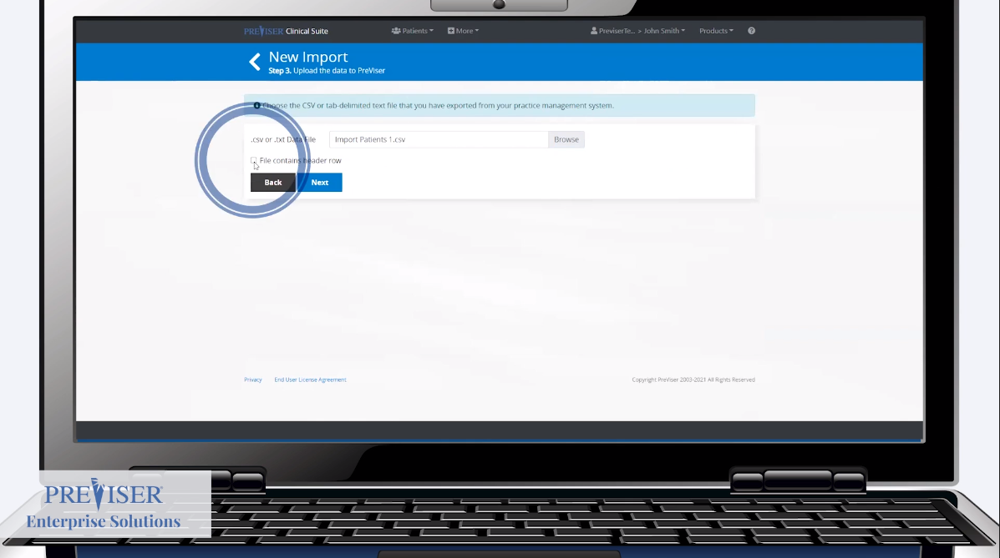 PREVISER Clinical Suite
Patients
More
PreviserTe... > John Smith
Products
New Import
Step 3. Upload the data to PreViser
Choose the CSV or tab-delimited text file that you have exported from your practice management system.
.csv or .txt Data File
Import Patients 1.csv
Browse
File contains header row
Back
Next
Privacy
End User License Agreement
Copyright PreViser 2003-2021 All Rights Reserved
PREVISER®
Enterprise Solutions